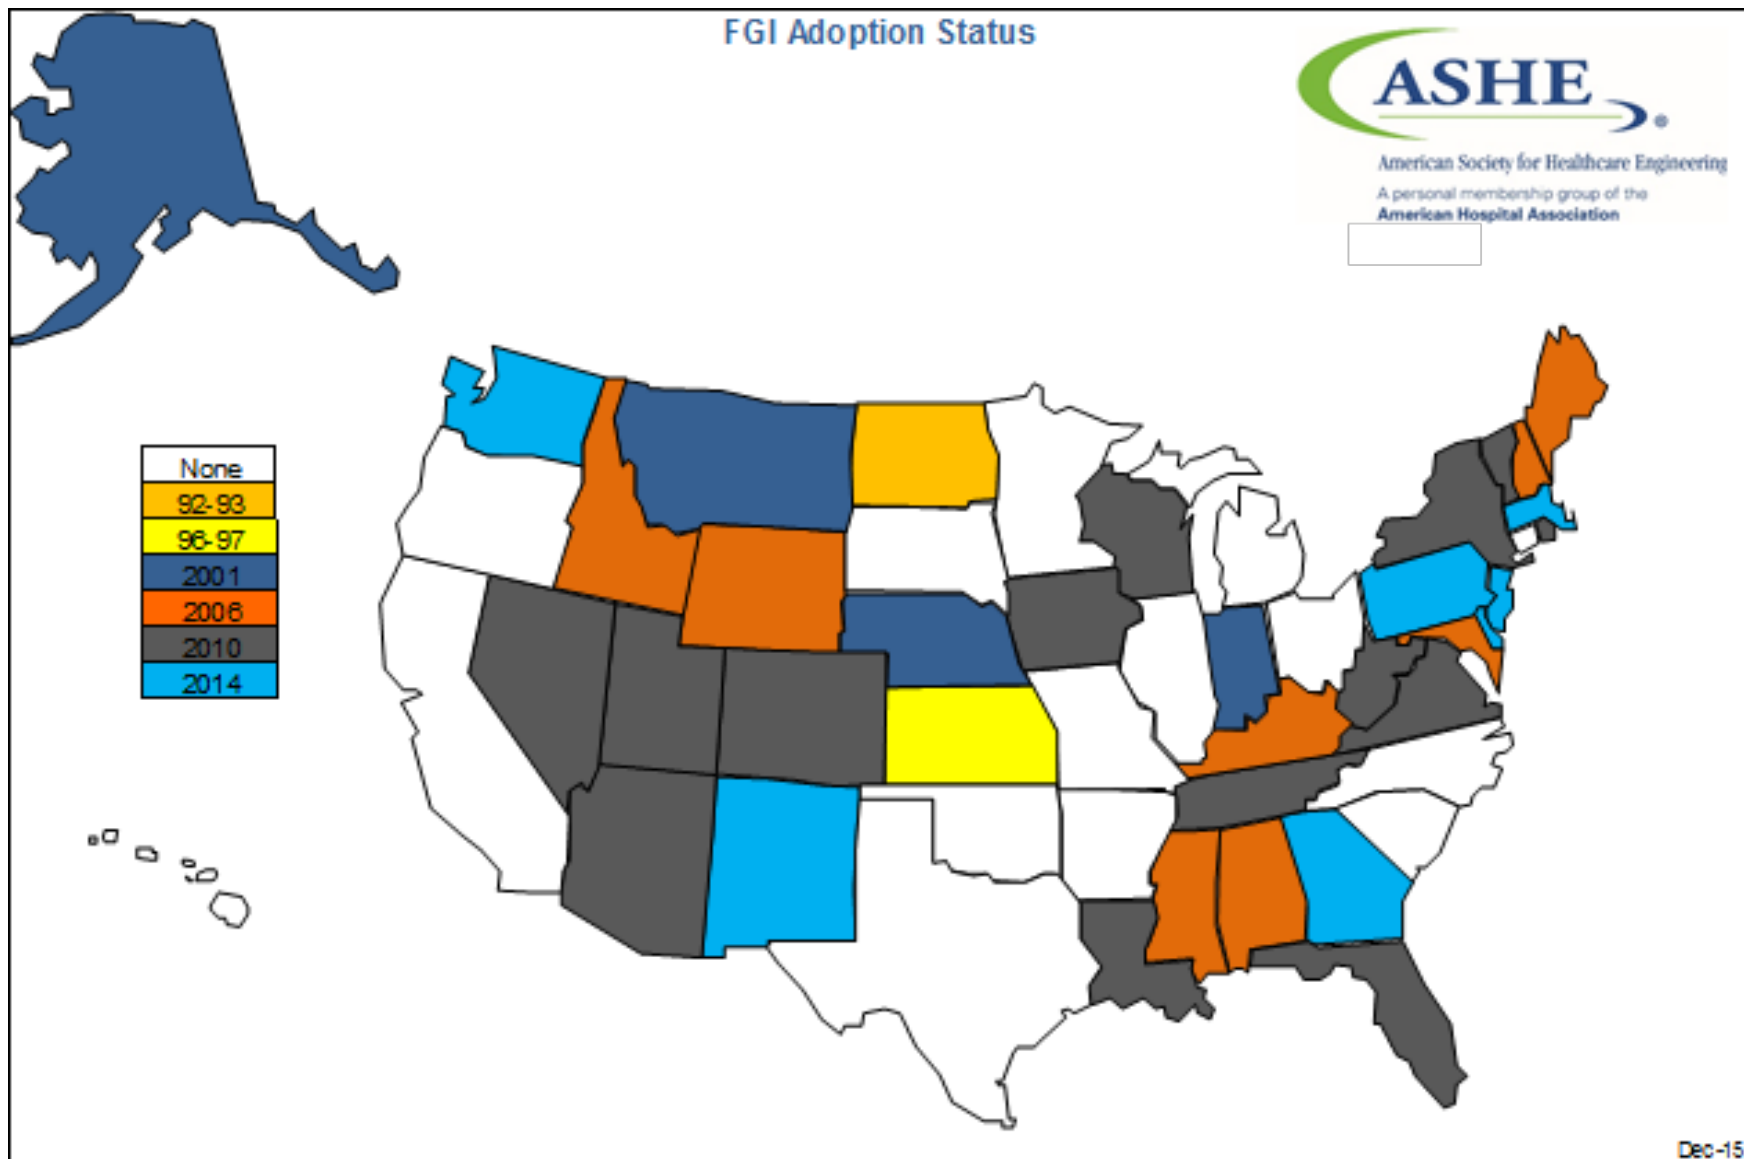 FGI Adoption Status
ASHE
®
American Society for Healthcare Engineering
A personal membership group of the
American Hospital Association
None
92-93
96-97
2001
2006
2010
2014
Dec-15